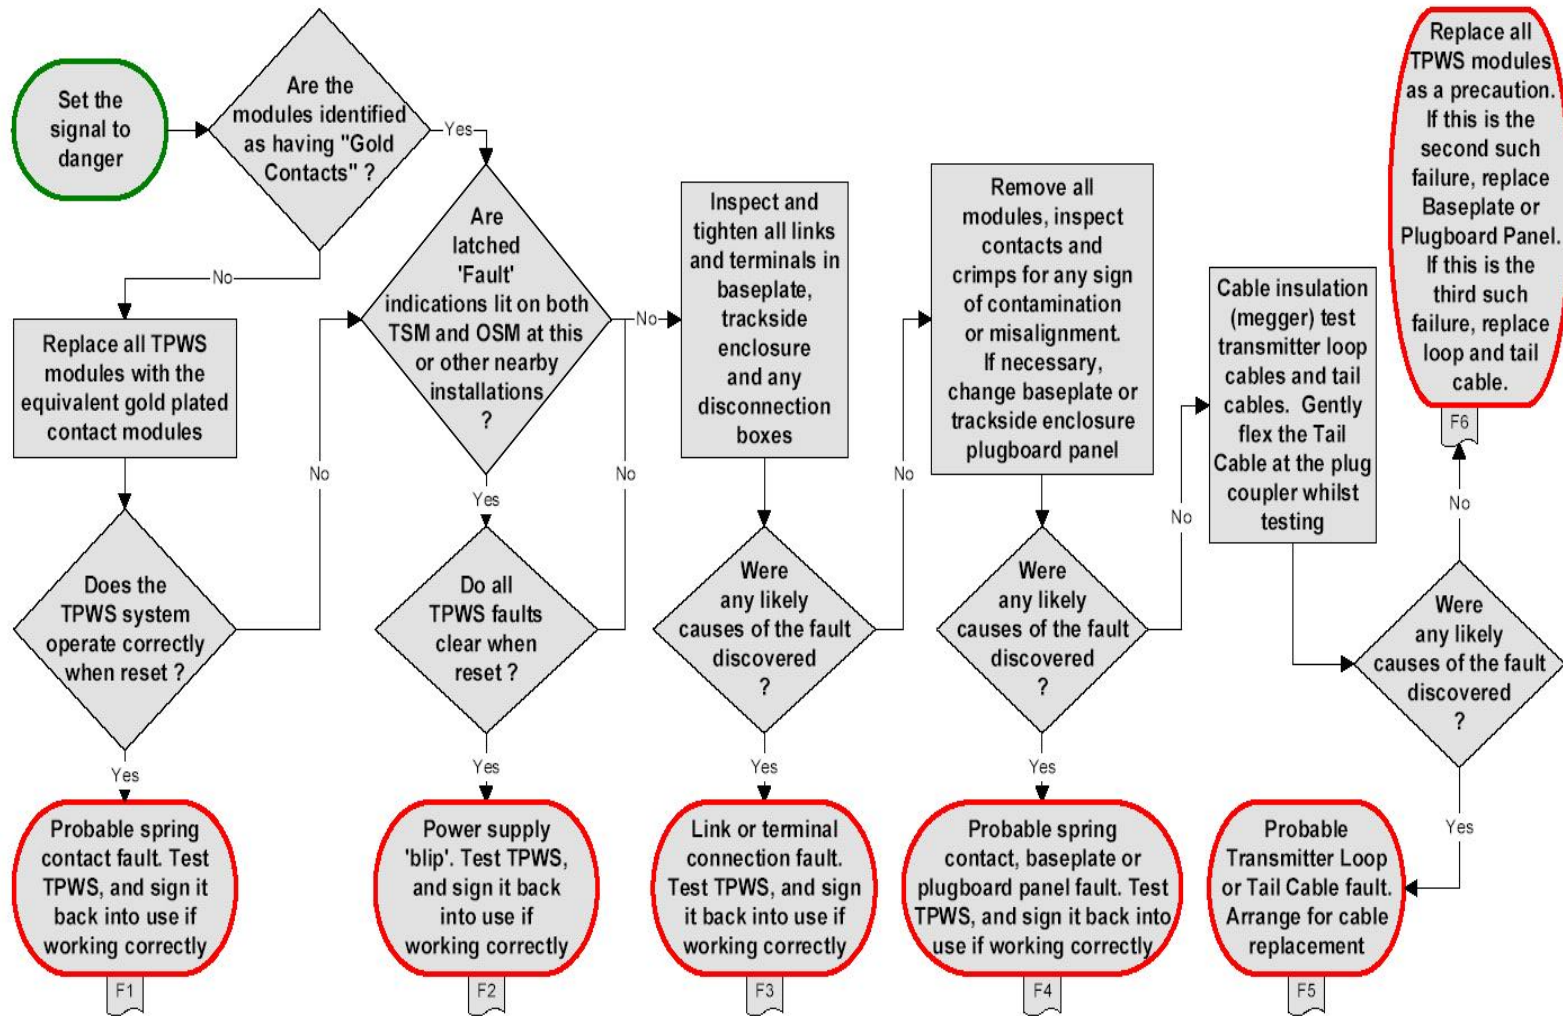 Set the
signal to
danger
Are the
modules identified
as having "Gold
Contacts" ?
Yes
No
Replace all TPWS
modules with the
equivalent gold plated
contact modules
Does the
TPWS system
operate correctly
when reset ?
No
Yes
Probable spring
contact fault. Test
TPWS, and sign it
back into use if
working correctly
F1
Are
latched
'Fault'
indications lit on both
TSM and OSM at this
or other nearby
installations
?
No
Yes
Do all
TPWS faults
clear when
reset ?
No
Yes
Power supply
'blip'. Test TPWS,
and sign it back
into use if
working correctly
F2
Inspect and
tighten all links
and terminals in
baseplate,
trackside
enclosure
and any
disconnection
boxes
Were
any likely
causes of the fault
discovered
?
No
Yes
Link or terminal
connection fault.
Test TPWS, and sign
it back into use if
working correctly
F3
Remove all
modules, inspect
contacts and
crimps for any sign
of contamination
or misalignment.
If necessary,
change baseplate or
trackside enclosure
plugboard panel
Were
any likely
causes of the fault
discovered
?
No
Yes
Probable spring
contact, baseplate or
plugboard panel fault. Test
TPWS, and sign it back into
use if working correctly
F4
Cable insulation
(megger) test
transmitter loop
cables and tail
cables. Gently
flex the Tail
Cable at the plug
coupler whilst
testing
Were
any likely
causes of the fault
discovered
?
Yes
Probable
Transmitter Loop
or Tail Cable fault.
Arrange for cable
replacement
F5
No
Replace all
TPWS modules
as a precaution.
If this is the
second such
failure, replace
Baseplate or
Plugboard Panel.
If this is the
third such
failure, replace
loop and tail
cable.
F6